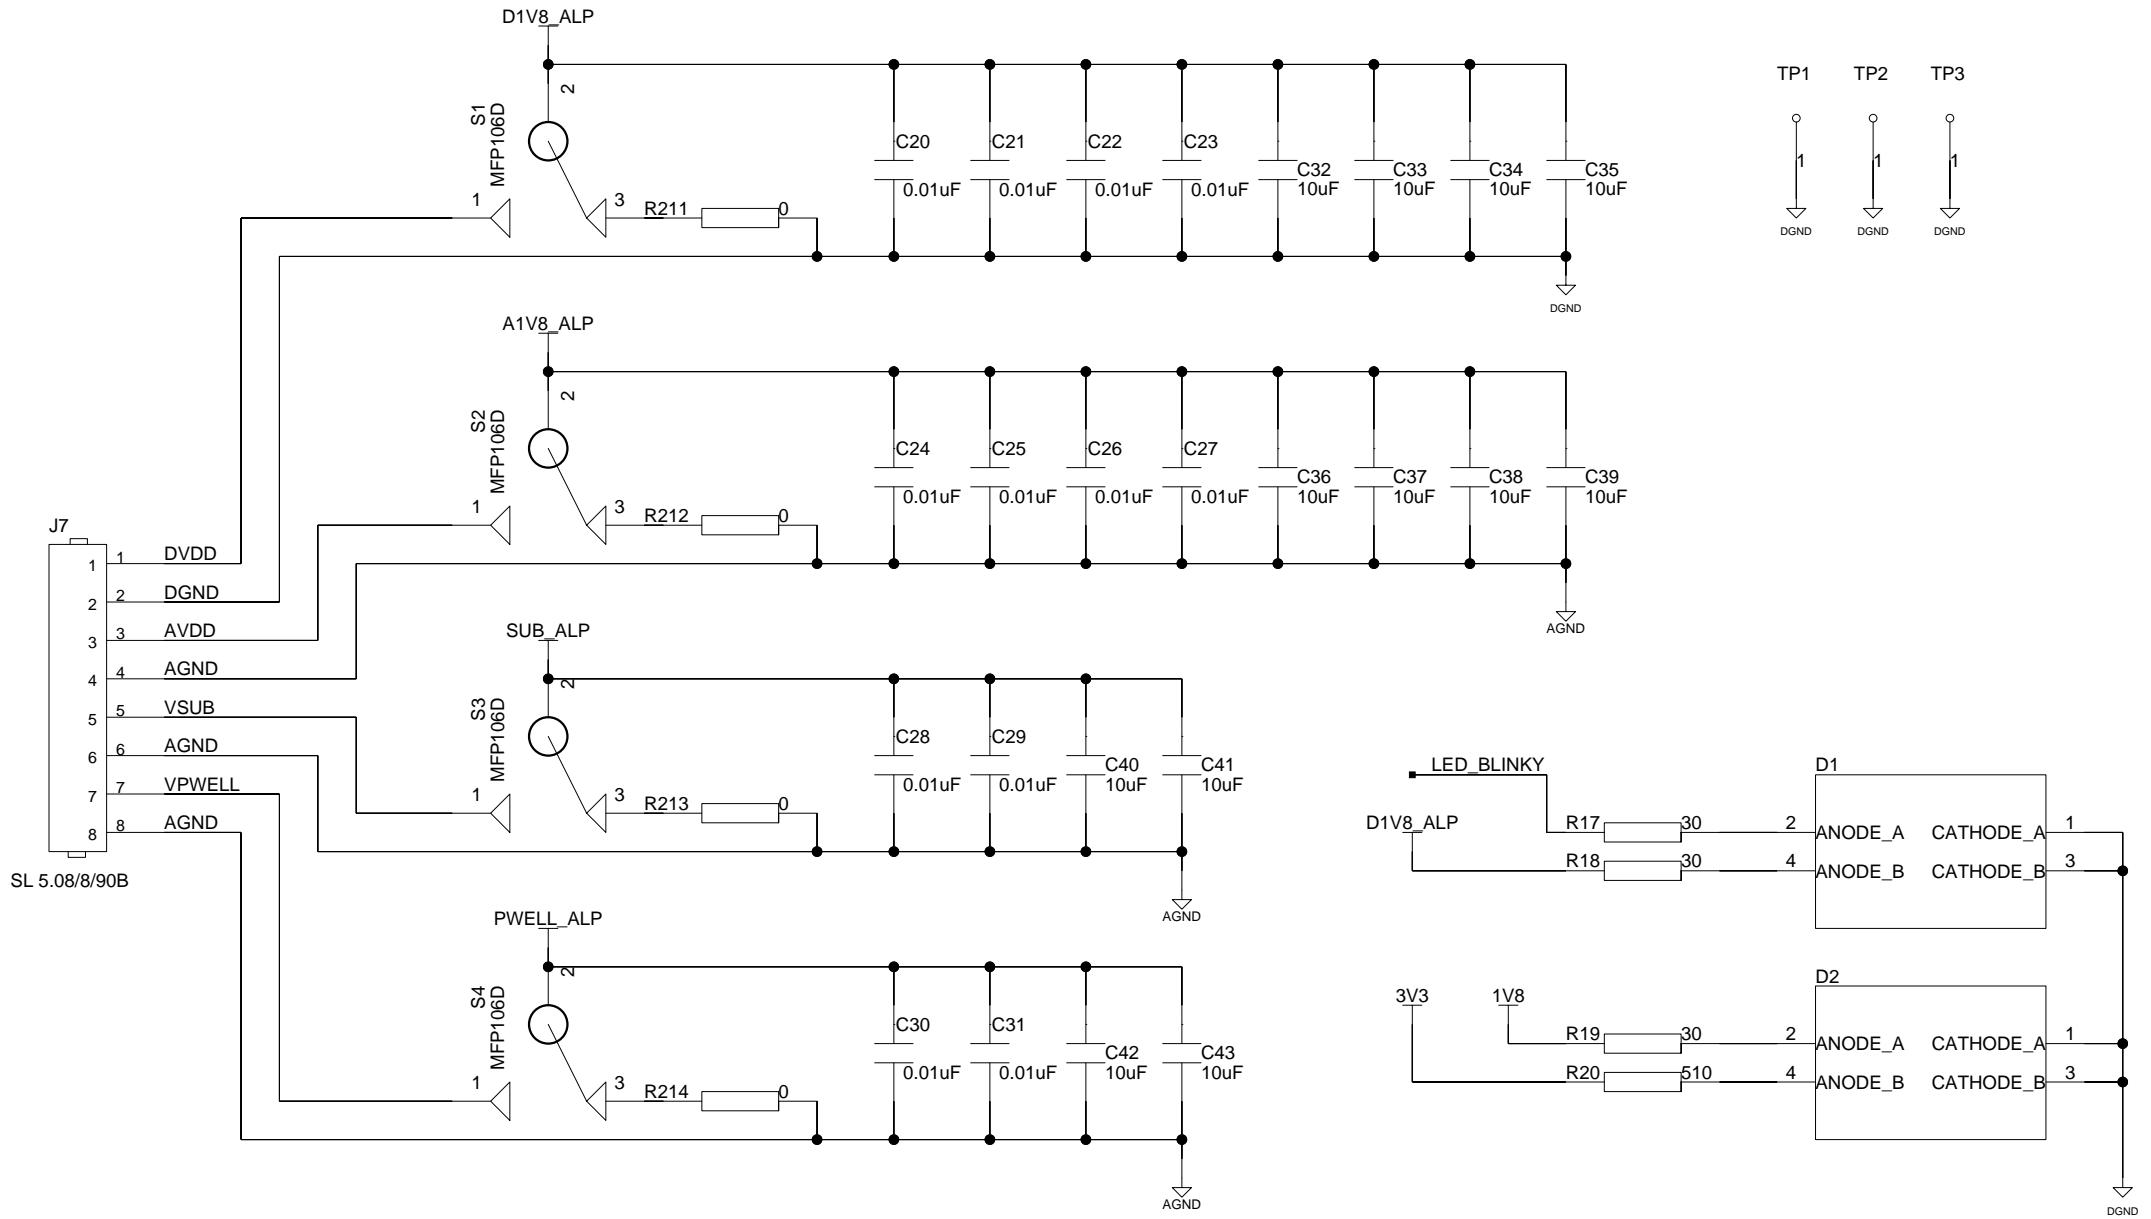 D1V8_ALP
2
S1
MFP106D
1
3
R211
0
C20
0.01uF
C21
0.01uF
C22
0.01uF
C23
0.01uF
C32
10uF
C33
10uF
C34
10uF
C35
10uF
DGND
TP1
TP2
TP3
1
1
1
DGND
DGND
DGND
A1V8_ALP
2
S2
MFP106D
1
3
R212
0
C24
0.01uF
C25
0.01uF
C26
0.01uF
C27
0.01uF
C36
10uF
C37
10uF
C38
10uF
C39
10uF
AGND
J7
1 1 DVDD
2 2 DGND
3 3 AVDD
4 4 AGND
5 5 VSUB
6 6 AGND
7 7 VPWELL
8 8 AGND
SL 5.08/8/90B
SUB_ALP
2
S3
MFP106D
1
3
R213
0
C28
0.01uF
C29
0.01uF
C40
10uF
C41
10uF
AGND
PWELL_ALP
2
S4
MFP106D
1
3
R214
0
C30
0.01uF
C31
0.01uF
C42
10uF
C43
10uF
AGND
LED_BLINKY
D1V8_ALP
R17 30 2
R18 30 4
D1
ANODE_A CATHODE_A 1
ANODE_B CATHODE_B 3
3V3
1V8
R19 30 2
R20 510 4
D2
ANODE_A CATHODE_A 1
ANODE_B CATHODE_B 3
DGND